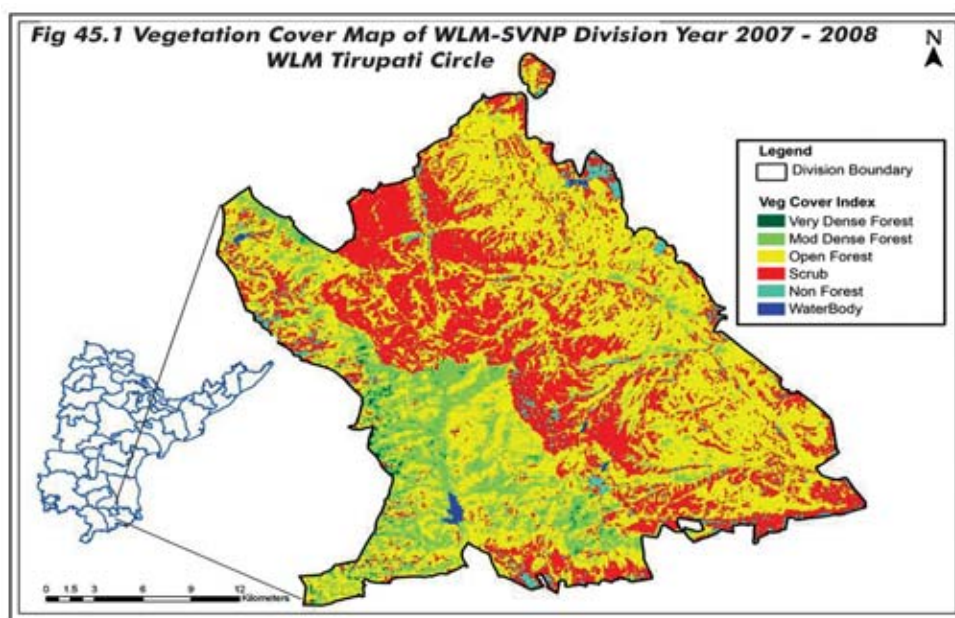 Fig 45.1 Vegetation Cover Map of WLM-SVNP Division Year 2007 - 2008
WLM Tirupati Circle
N
Legend
Division Boundary
Veg Cover Index
Very Dense Forest
Mod Dense Forest
Open Forest
Scrub
Non Forest
WaterBody
0 1.5 3 6 9 12
Kilometers